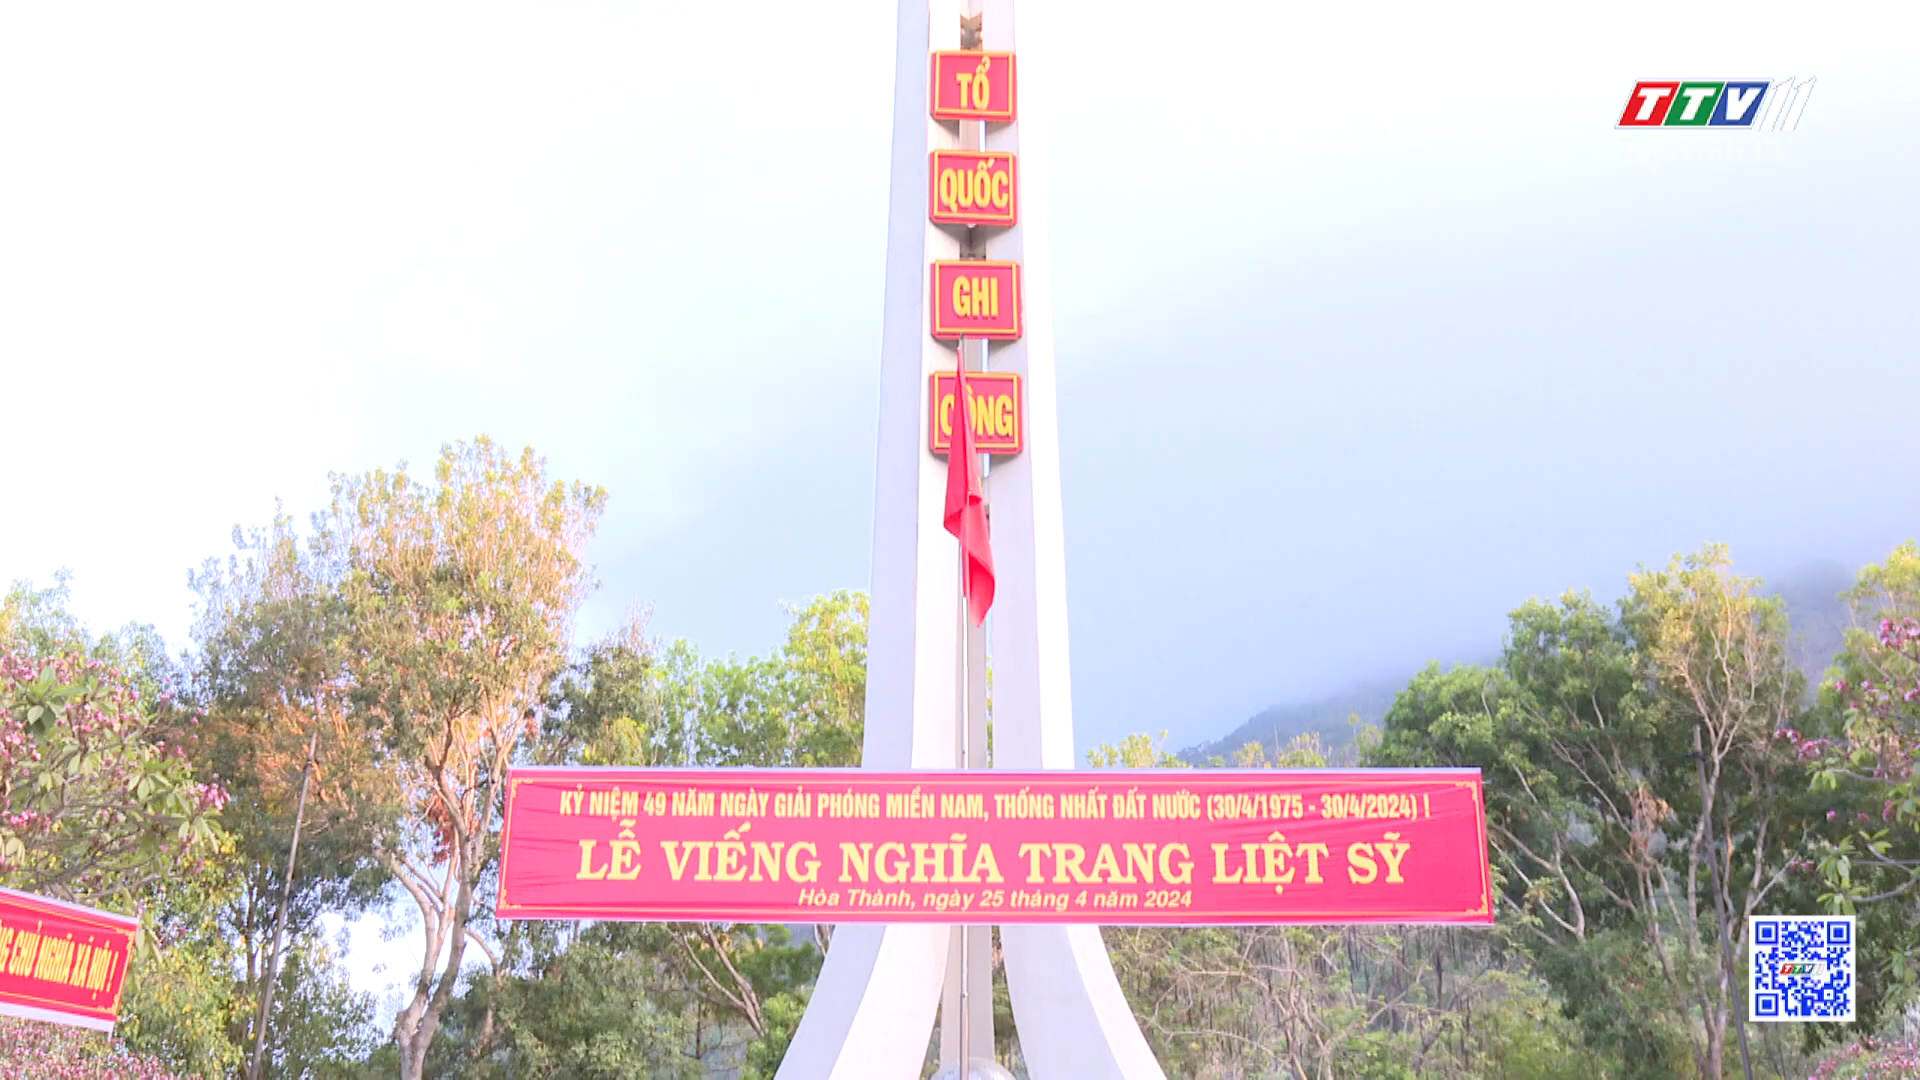 TỔ
QUỐC
GHI
CÔNG
TTV11
KỶ NIỆM 49 NĂM NGÀY GIẢI PHÓNG MIỀN NAM, THỐNG NHẤT ĐẤT NƯỚC (30/4/1975 - 30/4/2024) !
LỄ VIẾNG NGHĨA TRANG LIỆT SỸ
Hòa Thành, ngày 25 tháng 4 năm 2024
CHỦ NGHĨA XÃ HỘI !
TTV11